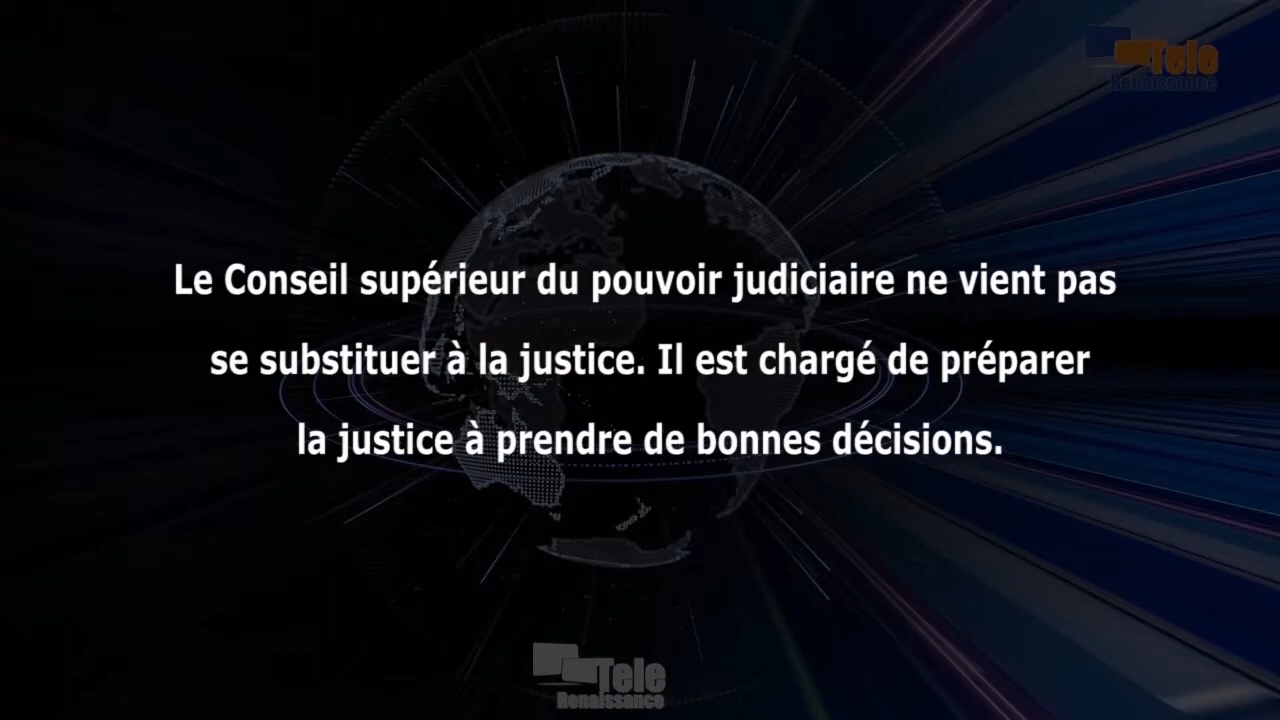 Tele
Renaissance
Le Conseil supérieur du pouvoir judiciaire ne vient pas
se substituer à la justice. Il est chargé de préparer
la justice à prendre de bonnes décisions.
Tele
Renaissance